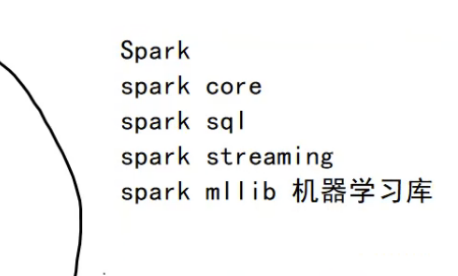 Spark
spark core
spark sql
spark streaming
spark mllib 机器学习库